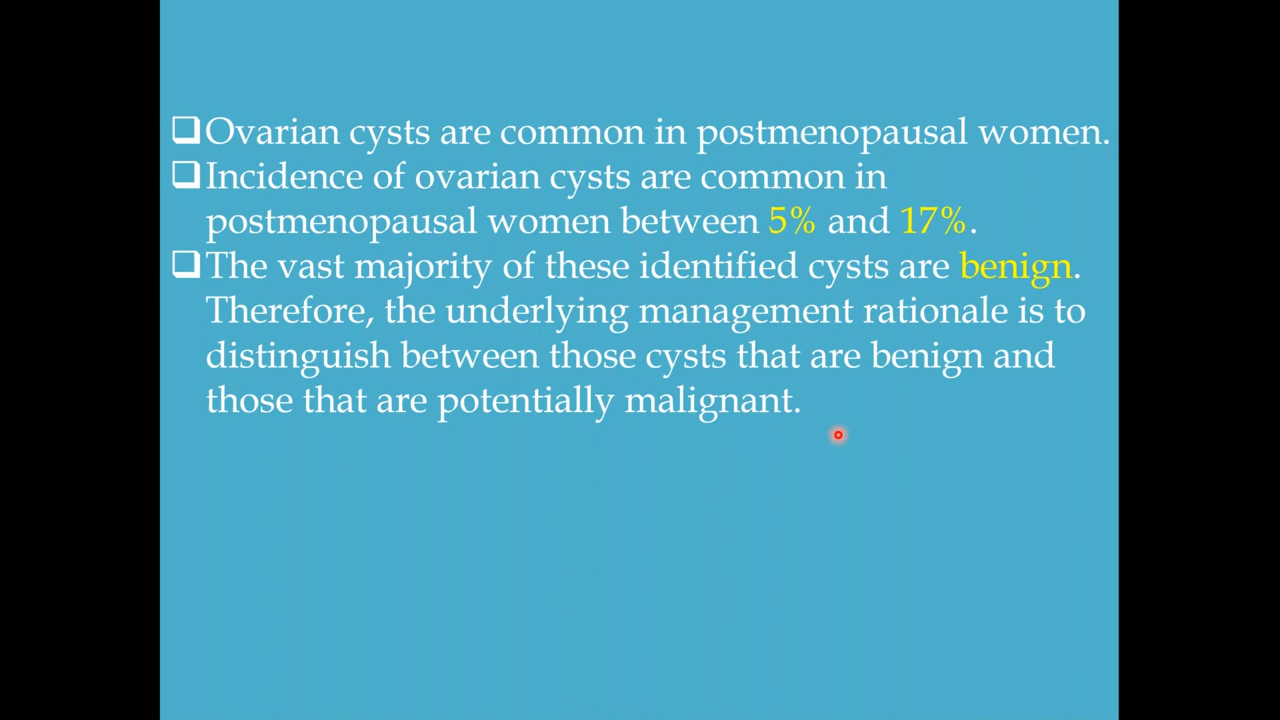 ❑Ovarian cysts are common in postmenopausal women.
❑Incidence of ovarian cysts are common in
postmenopausal women between 5% and 17%.
❑The vast majority of these identified cysts are benign.
Therefore, the underlying management rationale is to
distinguish between those cysts that are benign and
those that are potentially malignant.